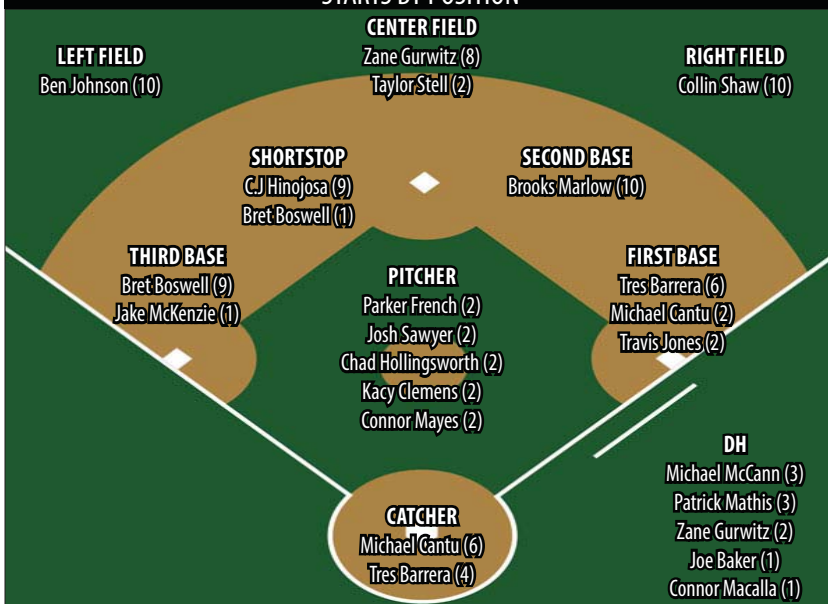 STARTS BY POSITION
CENTER FIELD
Zane Gurwitz (8)
Taylor Stell (2)
LEFT FIELD
Ben Johnson (10)
RIGHT FIELD
Collin Shaw (10)
SHORTSTOP
C.J Hinojosa (9)
Bret Boswell (1)
SECOND BASE
Brooks Marlow (10)
THIRD BASE
Bret Boswell (9)
Jake McKenzie (1)
PITCHER
Parker French (2)
Josh Sawyer (2)
Chad Hollingsworth (2)
Kacy Clemens (2)
Connor Mayes (2)
FIRST BASE
Tres Barrera (6)
Michael Cantu (2)
Travis Jones (2)
DH
Michael McCann (3)
Patrick Mathis (3)
Zane Gurwitz (2)
Joe Baker (1)
Connor Macalla (1)
CATCHER
Michael Cantu (6)
Tres Barrera (4)